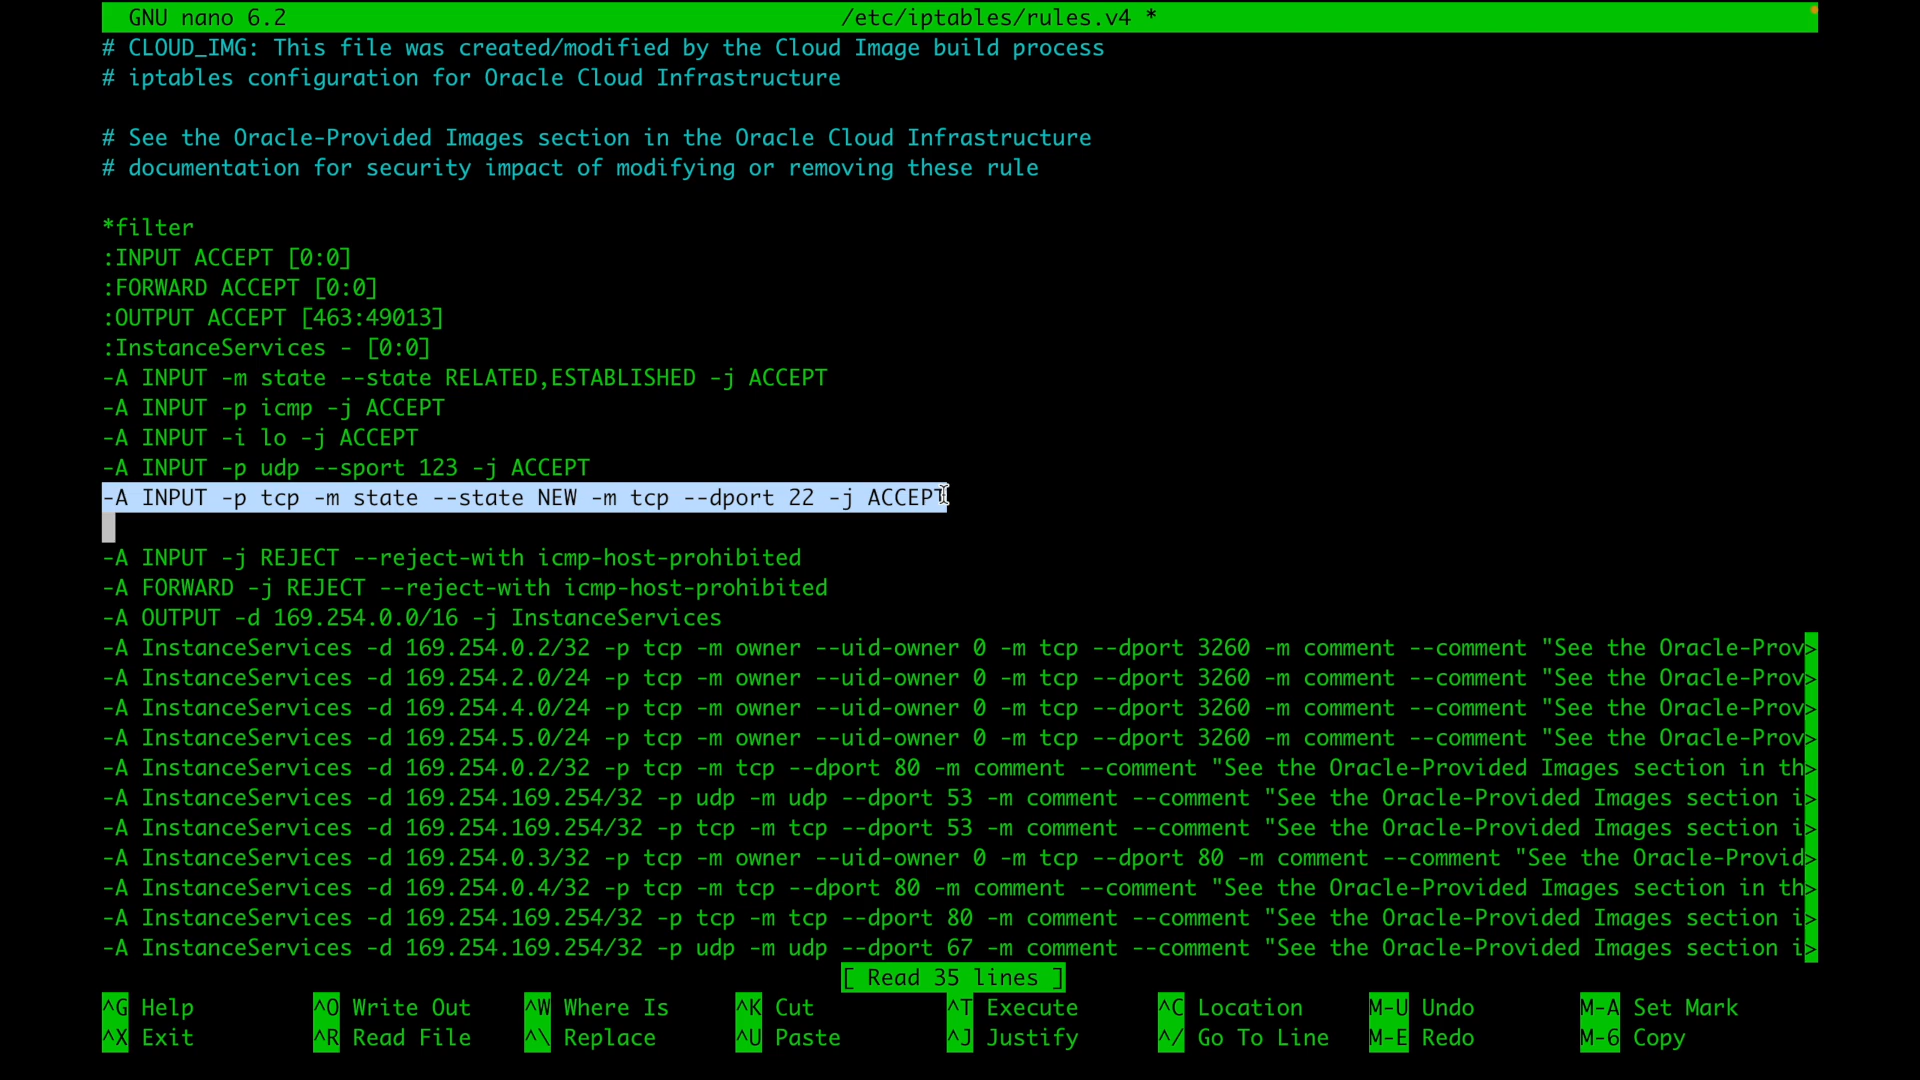 GNU nano 6.2 /etc/iptables/rules.v4 *
# CLOUD_IMG: This file was created/modified by the Cloud Image build process
# iptables configuration for Oracle Cloud Infrastructure
# See the Oracle-Provided Images section in the Oracle Cloud Infrastructure
# documentation for security impact of modifying or removing these rule
*filter
:INPUT ACCEPT [0:0]
:FORWARD ACCEPT [0:0]
:OUTPUT ACCEPT [463:49013]
:InstanceServices - [0:0]
-A INPUT -m state --state RELATED,ESTABLISHED -j ACCEPT
-A INPUT -p icmp -j ACCEPT
-A INPUT -i lo -j ACCEPT
-A INPUT -p udp --sport 123 -j ACCEPT
-A INPUT -p tcp -m state --state NEW -m tcp --dport 22 -j ACCEPT
-A INPUT -j REJECT --reject-with icmp-host-prohibited
-A FORWARD -j REJECT --reject-with icmp-host-prohibited
-A OUTPUT -d 169.254.0.0/16 -j InstanceServices
-A InstanceServices -d 169.254.0.2/32 -p tcp -m owner --uid-owner 0 -m tcp --dport 3260 -m comment --comment "See the Oracle-Prov>
-A InstanceServices -d 169.254.2.0/24 -p tcp -m owner --uid-owner 0 -m tcp --dport 3260 -m comment --comment "See the Oracle-Prov>
-A InstanceServices -d 169.254.4.0/24 -p tcp -m owner --uid-owner 0 -m tcp --dport 3260 -m comment --comment "See the Oracle-Prov>
-A InstanceServices -d 169.254.5.0/24 -p tcp -m owner --uid-owner 0 -m tcp --dport 3260 -m comment --comment "See the Oracle-Prov>
-A InstanceServices -d 169.254.0.2/32 -p tcp -m tcp --dport 80 -m comment --comment "See the Oracle-Provided Images section in th>
-A InstanceServices -d 169.254.169.254/32 -p udp -m udp --dport 53 -m comment --comment "See the Oracle-Provided Images section i>
-A InstanceServices -d 169.254.169.254/32 -p tcp -m tcp --dport 53 -m comment --comment "See the Oracle-Provided Images section i>
-A InstanceServices -d 169.254.0.3/32 -p tcp -m owner --uid-owner 0 -m tcp --dport 80 -m comment --comment "See the Oracle-Provid>
-A InstanceServices -d 169.254.0.4/32 -p tcp -m tcp --dport 80 -m comment --comment "See the Oracle-Provided Images section in th>
-A InstanceServices -d 169.254.169.254/32 -p tcp -m tcp --dport 80 -m comment --comment "See the Oracle-Provided Images section i>
-A InstanceServices -d 169.254.169.254/32 -p udp -m udp --dport 67 -m comment --comment "See the Oracle-Provided Images section i>
[ Read 35 lines ]
^G Help ^O Write Out ^W Where Is ^K Cut ^T Execute ^C Location M-U Undo M-A Set Mark
^X Exit ^R Read File ^\ Replace ^U Paste ^J Justify ^/ Go To Line M-E Redo M-6 Copy